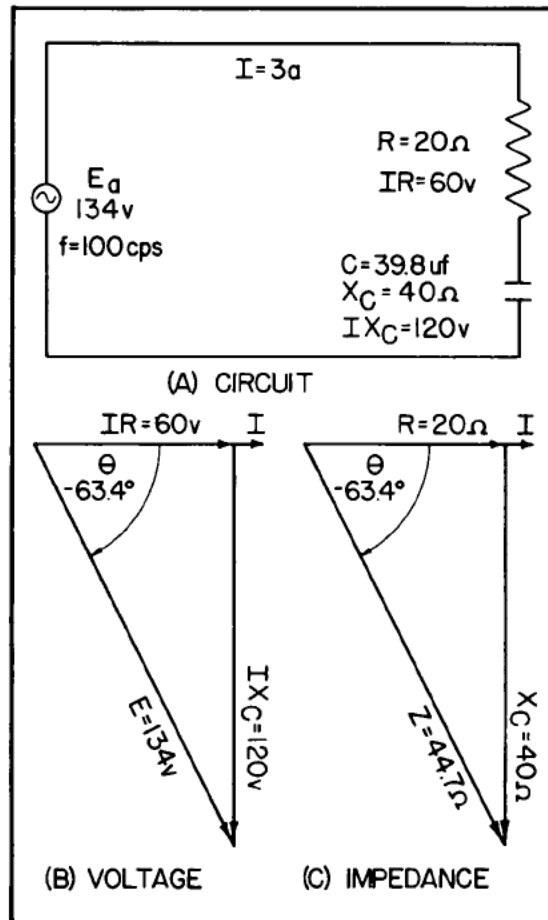 I=3a
R=20Ω
IR=60v
Ea
134v
f=100cps
C=39.8uf
XC=40Ω
IXC=120v
(A) CIRCUIT
IR=60v I
θ
-63.4°
E=134v
IXC=120v
(B) VOLTAGE
R=20Ω I
θ
-63.4°
Z=44.7Ω
XC=40Ω
(C) IMPEDANCE